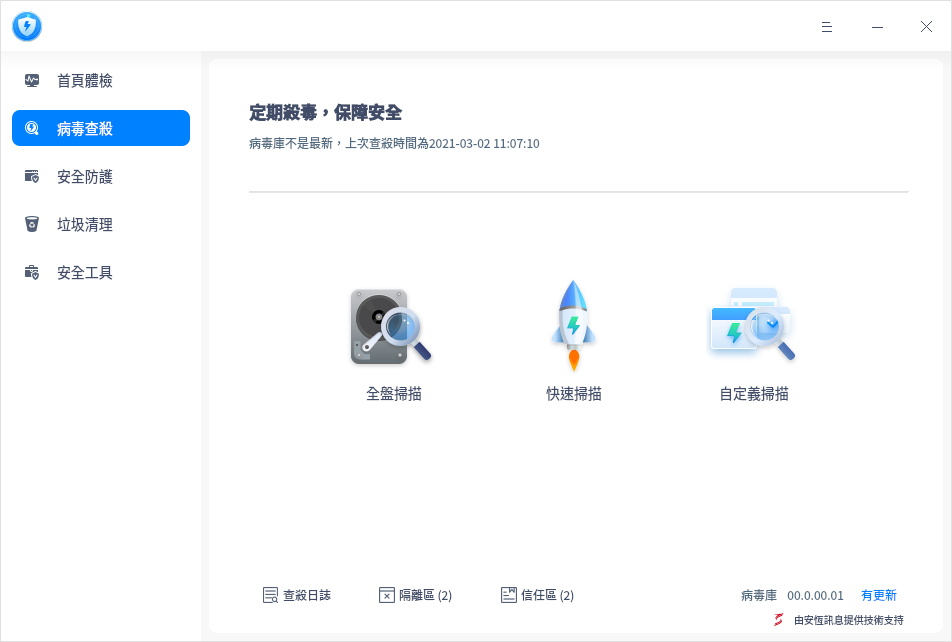 首頁體檢
病毒查殺
安全防護
垃圾清理
安全工具
定期殺毒，保障安全
病毒庫不是最新，上次查殺時間為2021-03-02 11:07:10
全盤掃描
快速掃描
自定義掃描
查殺日誌
隔離區 (2)
信任區 (2)
病毒庫 00.0.00.01 有更新
由安恆訊息提供技術支持